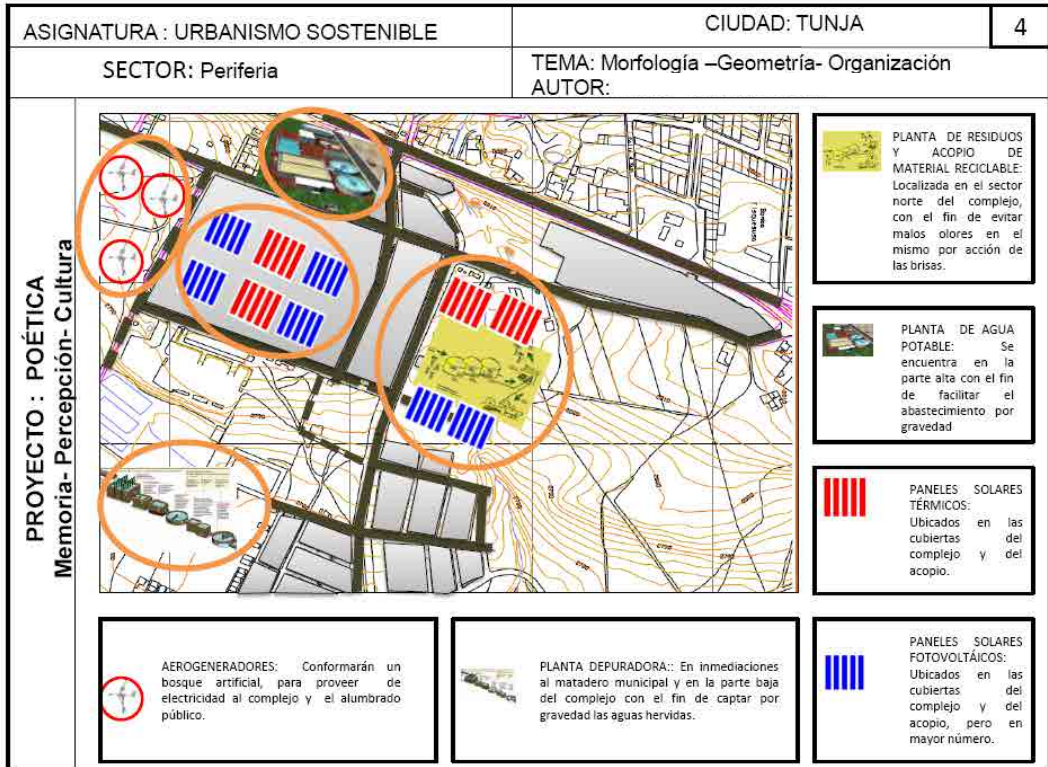 ASIGNATURA : URBANISMO SOSTENIBLE
CIUDAD: TUNJA
4
SECTOR: Periferia
TEMA: Morfología –Geometría- Organización
AUTOR:
PROYECTO : POÉTICA
Memoria- Percepción- Cultura
PLANTA DE RESIDUOS
Y ACOPIO DE
MATERIAL RECICLABLE:
Localizada en el sector
norte del complejo,
con el fin de evitar
malos olores en el
mismo por acción de
las brisas.
PLANTA DE AGUA
POTABLE: Se
encuentra en la
parte alta con el fin
de facilitar el
abastecimiento por
gravedad
PANELES SOLARES
TÉRMICOS:
Ubicados en las
cubiertas del
complejo y del
acopio.
PANELES SOLARES
FOTOVOLTÁICOS:
Ubicados en las
cubiertas del
complejo y del
acopio, pero en
mayor número.
AEROGENERADORES: Conformarán un
bosque artificial, para proveer de
electricidad al complejo y el alumbrado
público.
PLANTA DEPURADORA:: En inmediaciones
al matadero municipal y en la parte baja
del complejo con el fin de captar por
gravedad las aguas hervidas.